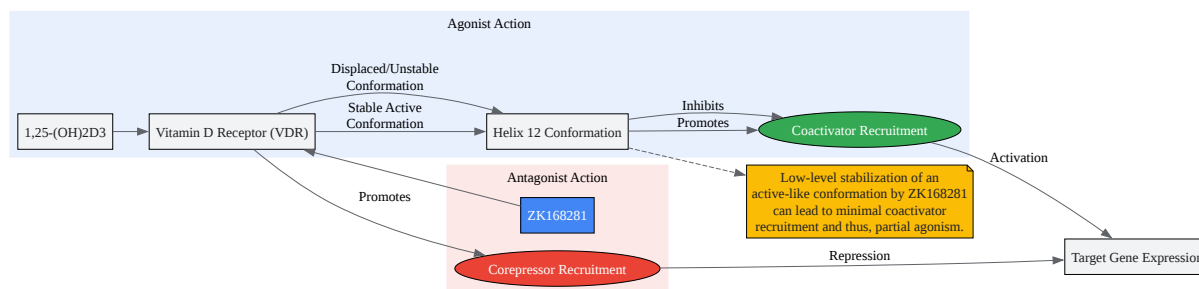 Agonist Action
Displaced/Unstable
Conformation
Stable Active
Conformation
Inhibits
Promotes
1,25-(OH)2D3
Vitamin D Receptor (VDR)
Helix 12 Conformation
Coactivator Recruitment
Activation
Antagonist Action
Promotes
ZK168281
Low-level stabilization of an
active-like conformation by ZK168281
can lead to minimal coactivator
recruitment and thus, partial agonism.
Corepressor Recruitment
Repression
Target Gene Expression